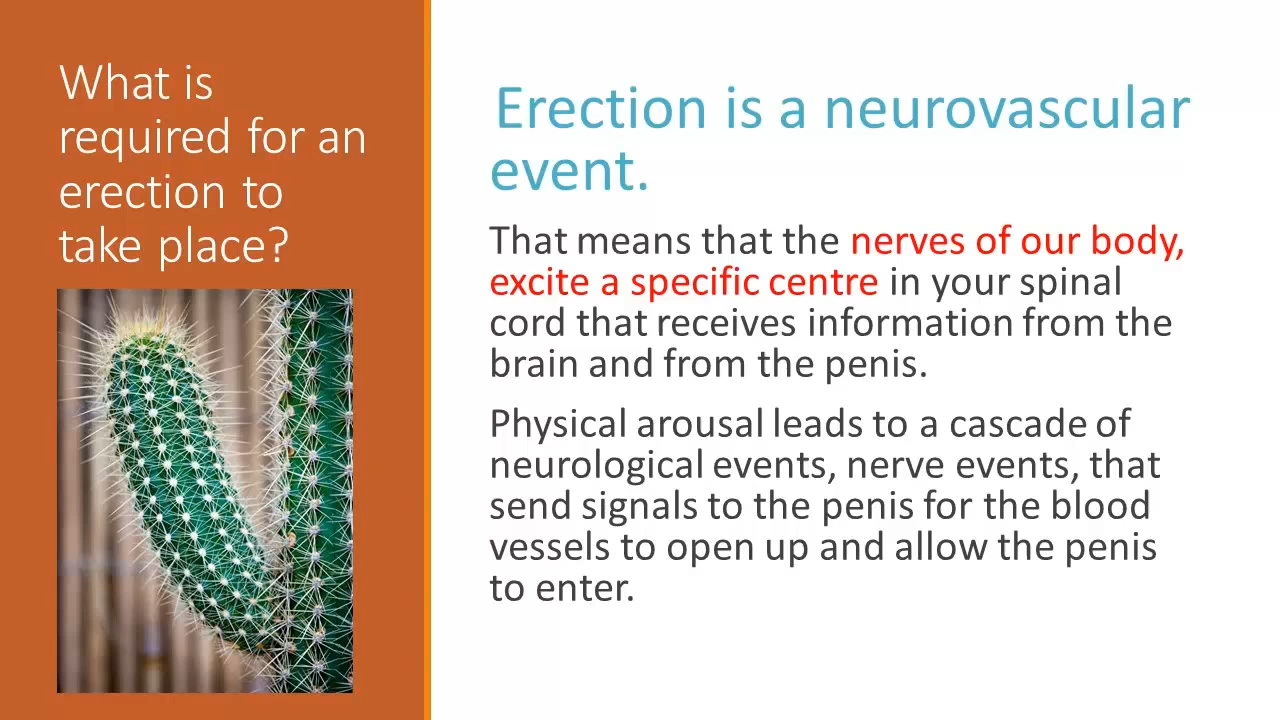 What is
required for an
erection to
take place?
Erection is a neurovascular
event.
That means that the nerves of our body,
excite a specific centre in your spinal
cord that receives information from the
brain and from the penis.
Physical arousal leads to a cascade of
neurological events, nerve events, that
send signals to the penis for the blood
vessels to open up and allow the penis
to enter.